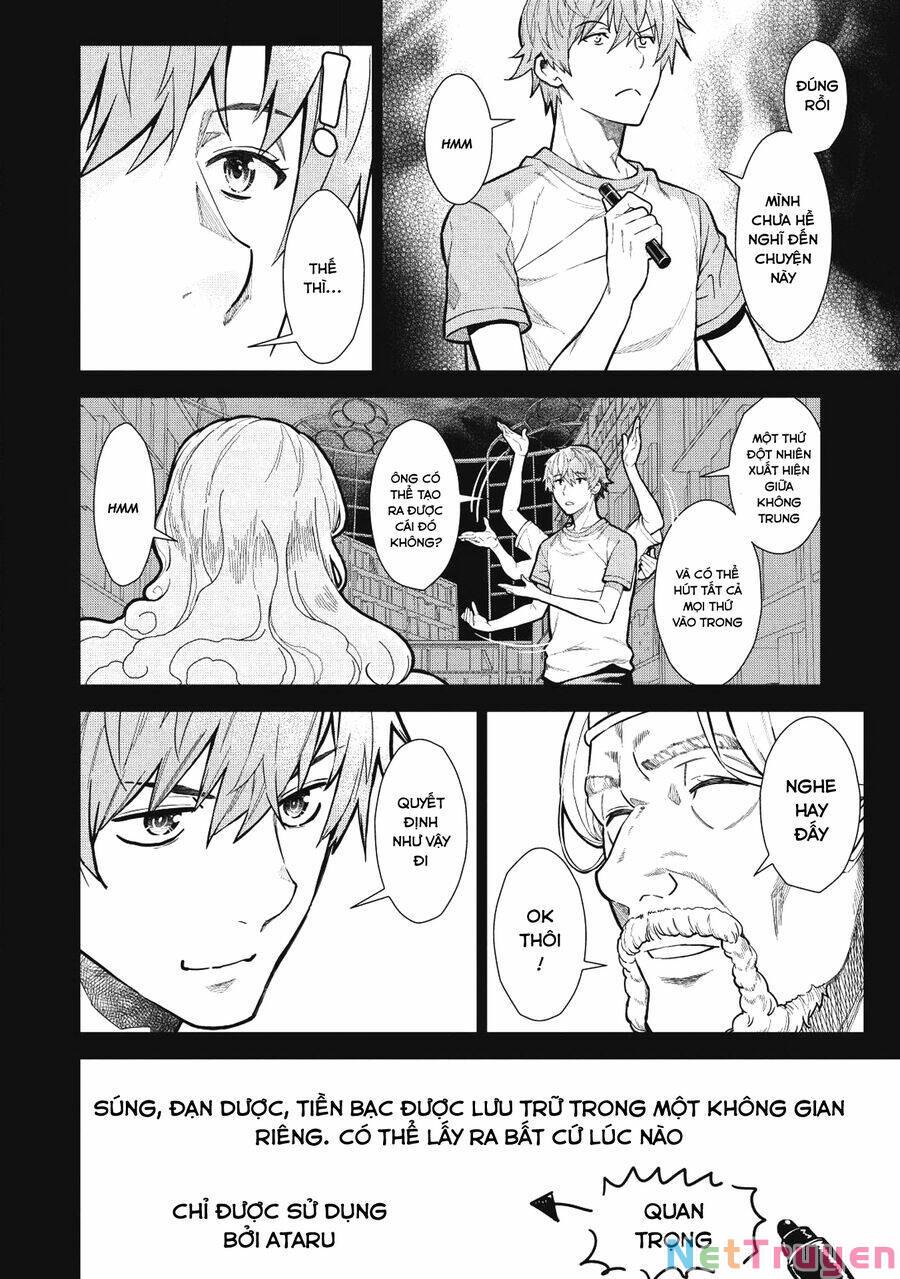 ĐÚNG
RỒI
MÌNH
CHƯA HỀ
NGHĨ ĐẾN
CHUYỆN
NÀY
HMM
!
THẾ
THÌ...
MỘT THỨ
ĐỘT NHIÊN
XUẤT HIỆN
GIỮA
KHÔNG
TRUNG
VÀ CÓ THỂ
HÚT TẤT CẢ
MỌI THỨ
VÀO TRONG
ÔNG CÓ
THỂ TẠO
RA ĐƯỢC
CÁI ĐÓ
KHÔNG?
HMM
NGHE
HAY
ĐẤY
OK
THÔI
!
QUYẾT
ĐỊNH
NHƯ VẬY
ĐI
SÚNG, ĐẠN DƯỢC, TIỀN BẠC ĐƯỢC LƯU TRỮ TRONG MỘT KHÔNG GIAN
RIÊNG. CÓ THỂ LẤY RA BẤT CỨ LÚC NÀO
CHỈ ĐƯỢC SỬ DỤNG
BỞI ATARU
QUAN
TRỌNG
NetTruyen